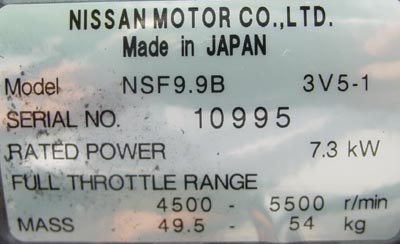 NISSAN MOTOR CO.,LTD.
Made in JAPAN
Model NSF9.9B 3V5-1
SERIAL NO. 10995
RATED POWER 7.3 kW
FULL THROTTLE RANGE
4500 - 5500 r/min
MASS 49.5 - 54 kg